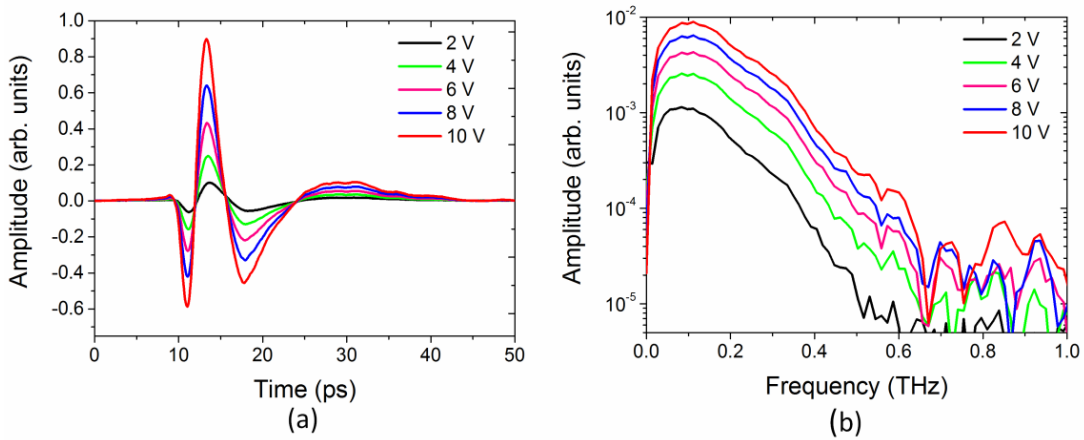 Amplitude (arb. units)
1.0
0.8
0.6
0.4
0.2
0.0
-0.2
-0.4
-0.6
2 V
4 V
6 V
8 V
10 V
0 10 20 30 40 50
Time (ps)
(a)
Amplitude (arb. units)
10⁻²
10⁻³
10⁻⁴
10⁻⁵
2 V
4 V
6 V
8 V
10 V
0.0 0.2 0.4 0.6 0.8 1.0
Frequency (THz)
(b)